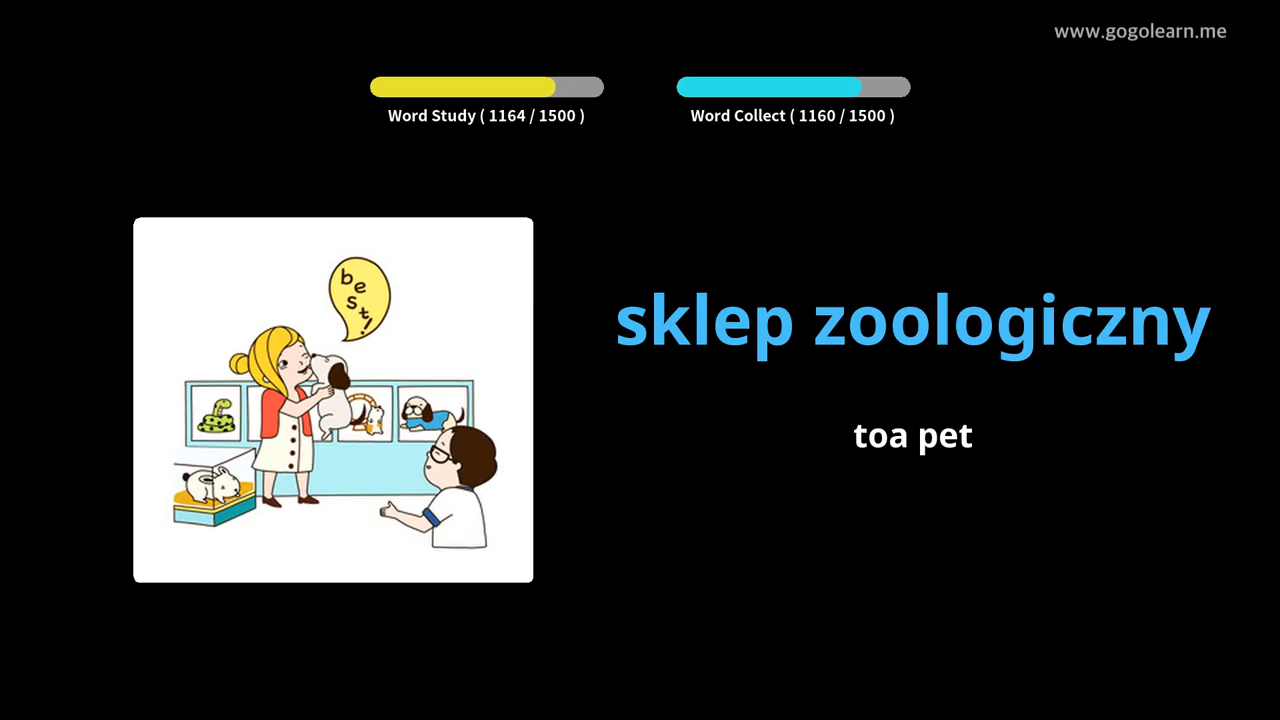 www.gogolearn.me
Word Study ( 1164 / 1500 )
Word Collect ( 1160 / 1500 )
best!
sklep zoologiczny
toa pet